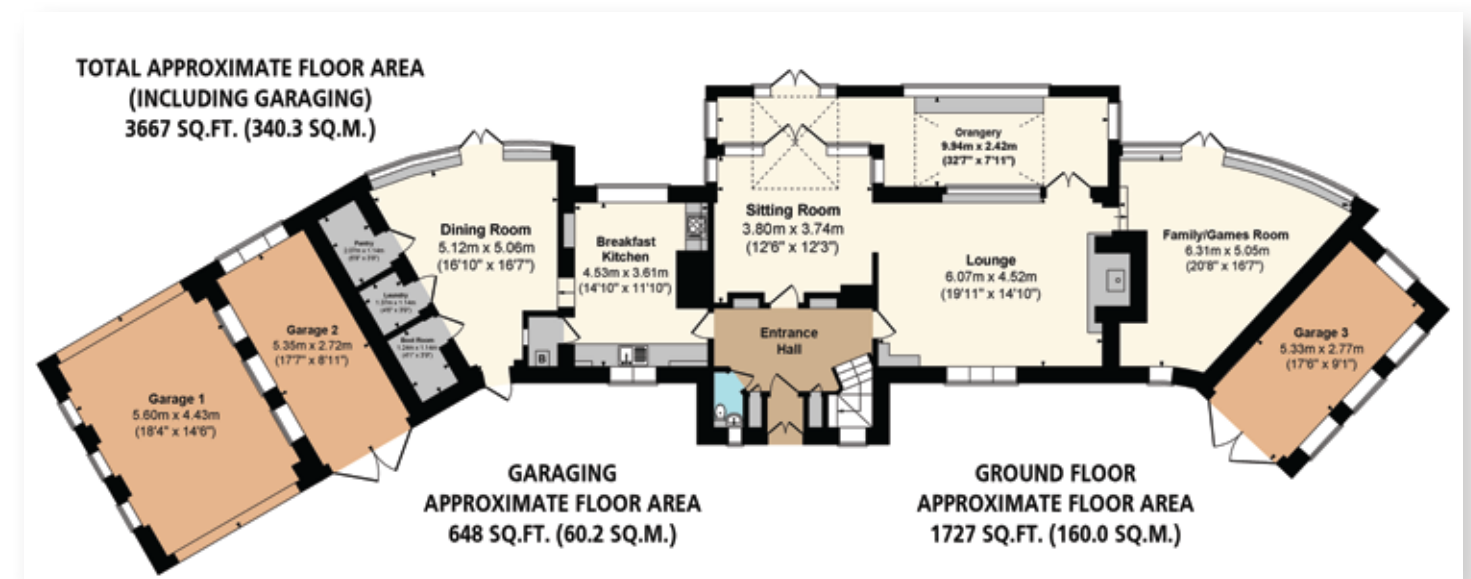 TOTAL APPROXIMATE FLOOR AREA
(INCLUDING GARAGING)
3667 SQ.FT. (340.3 SQ.M.)
Orangery
9.94m x 2.42m
(32'7" x 7'11")
Dining Room
5.12m x 5.06m
(16'10" x 16'7")
Breakfast
Kitchen
4.53m x 3.61m
(14'10" x 11'10")
Sitting Room
3.80m x 3.74m
(12'6" x 12'3")
Lounge
6.07m x 4.52m
(19'11" x 14'10")
Family/Games Room
6.31m x 5.05m
(20'8" x 16'7")
Pantry
Laundry
Boot Room
B
Entrance
Hall
Garage 1
5.60m x 4.43m
(18'4" x 14'6")
Garage 2
5.35m x 2.72m
(17'7" x 8'11")
Garage 3
5.33m x 2.77m
(17'6" x 9'1")
GARAGING
APPROXIMATE FLOOR AREA
648 SQ.FT. (60.2 SQ.M.)
GROUND FLOOR
APPROXIMATE FLOOR AREA
1727 SQ.FT. (160.0 SQ.M.)